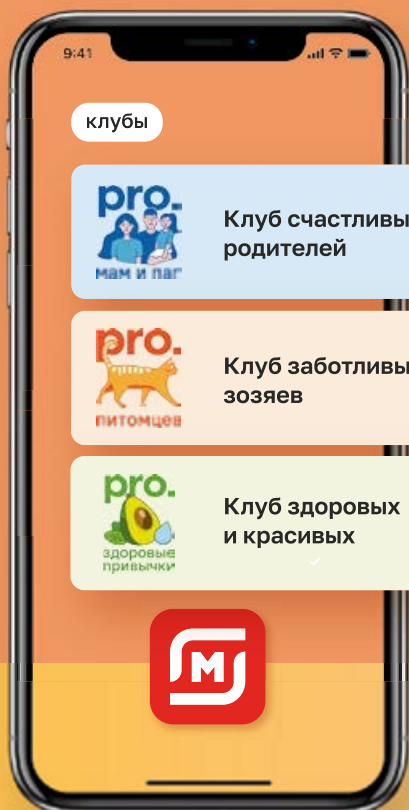 9:41
клубы
pro.
мам и пап
Клуб счастливы
родителей
pro.
питомцев
Клуб заботливы
зозяев
pro.
здоровые
привычки
Клуб здоровых
и красивых
М